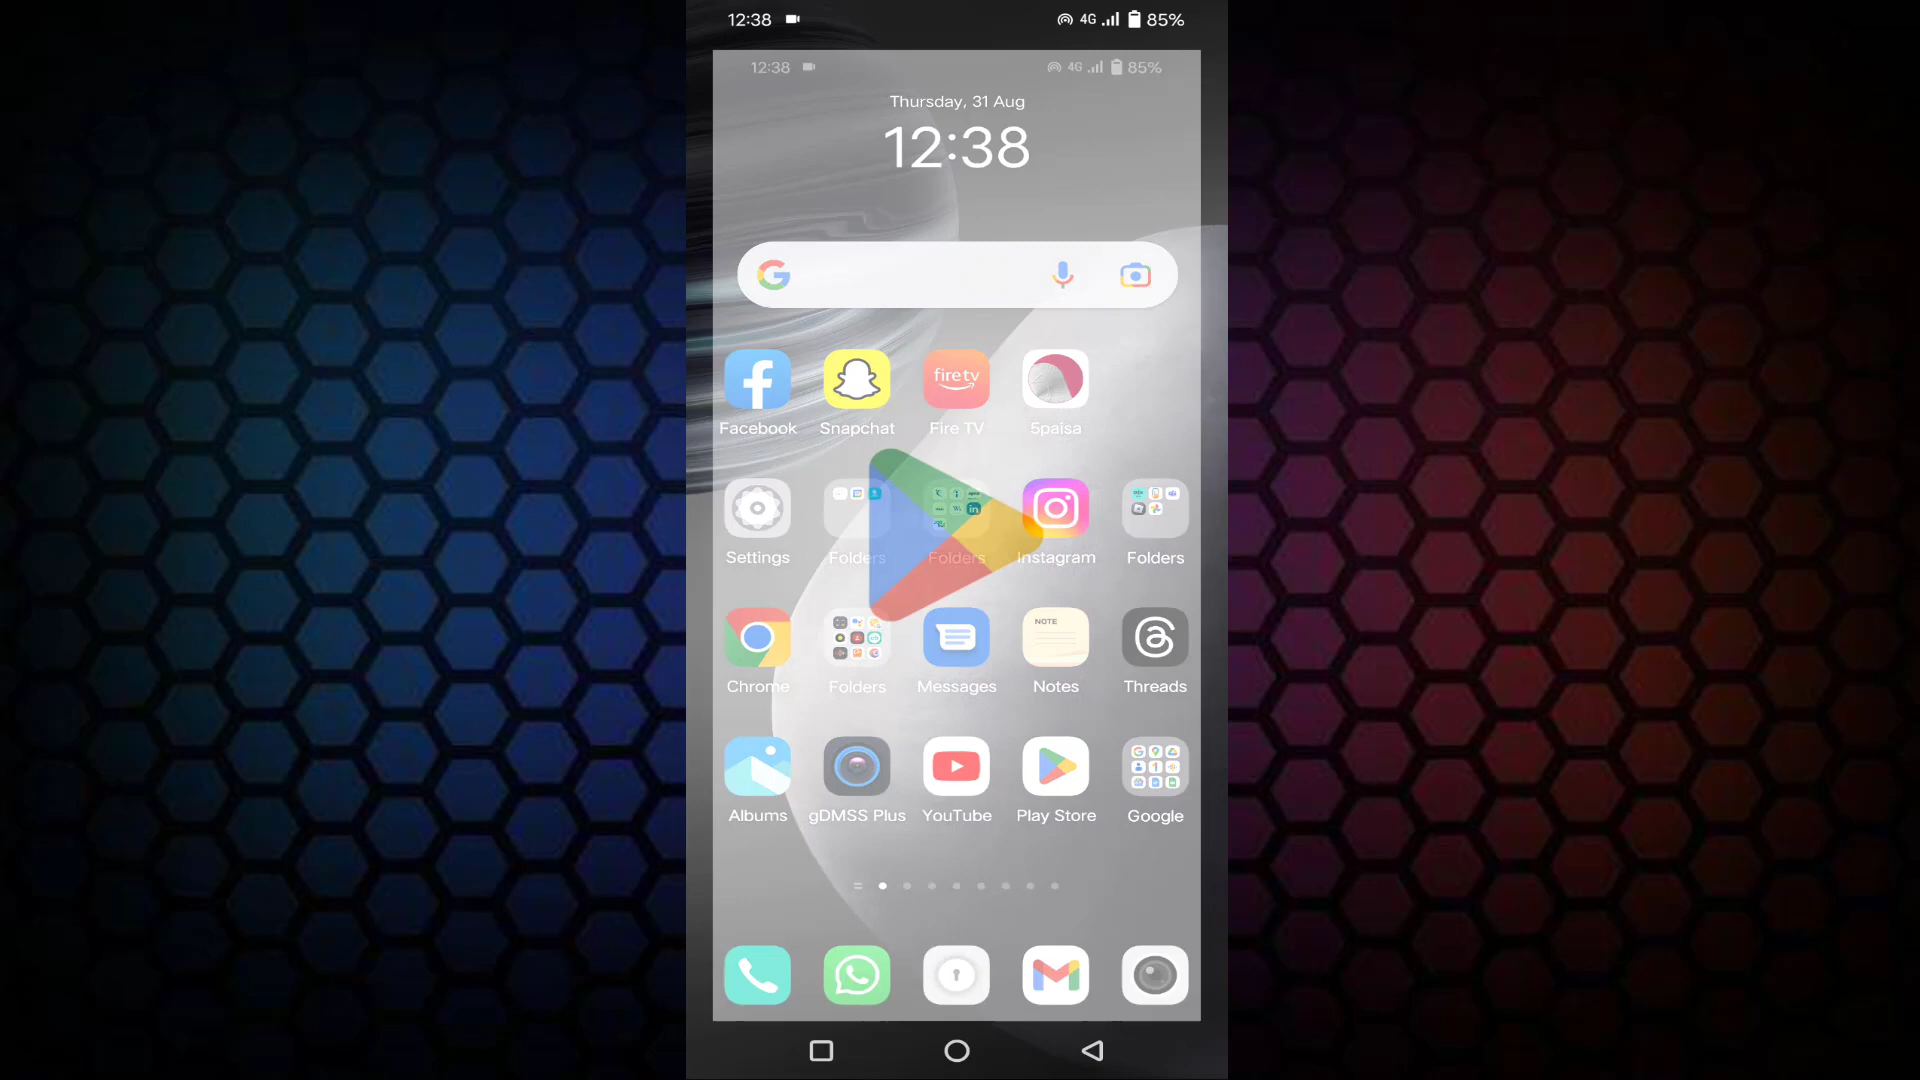 12:38 4G 85%
12:38 4G 85%
Thursday, 31 Aug
12:38
fire tv
Facebook Snapchat Fire TV 5paisa
in
Settings Folders Folders Instagram Folders
NOTE
Chrome Folders Messages Notes Threads
Albums gDMSS Plus YouTube Play Store Google